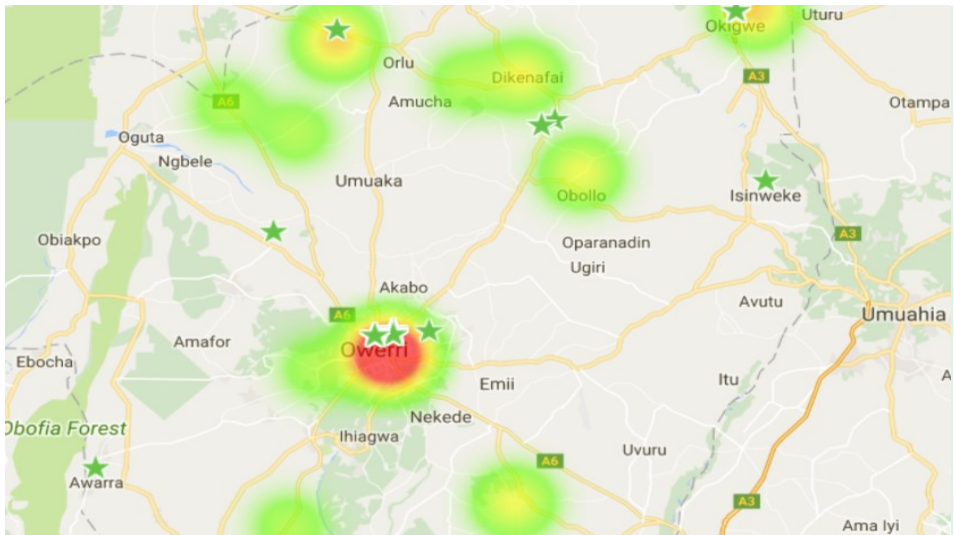 Okigwe
Uturu
Orlu
Dikenafai
A3
A6
Amucha
Otampa
Oguta
Ngbele
Umuaka
Obollo
Isinweke
Obiakpo
Oparanadin
A3
Ugiri
Akabo
Avutu
A6
Umuahia
Amafor
Owerri
Ebocha
Emii
Itu
A
Nekede
Obofia Forest
Ihiagwa
Uvuru
A6
Awarra
A3
Ama Iyi